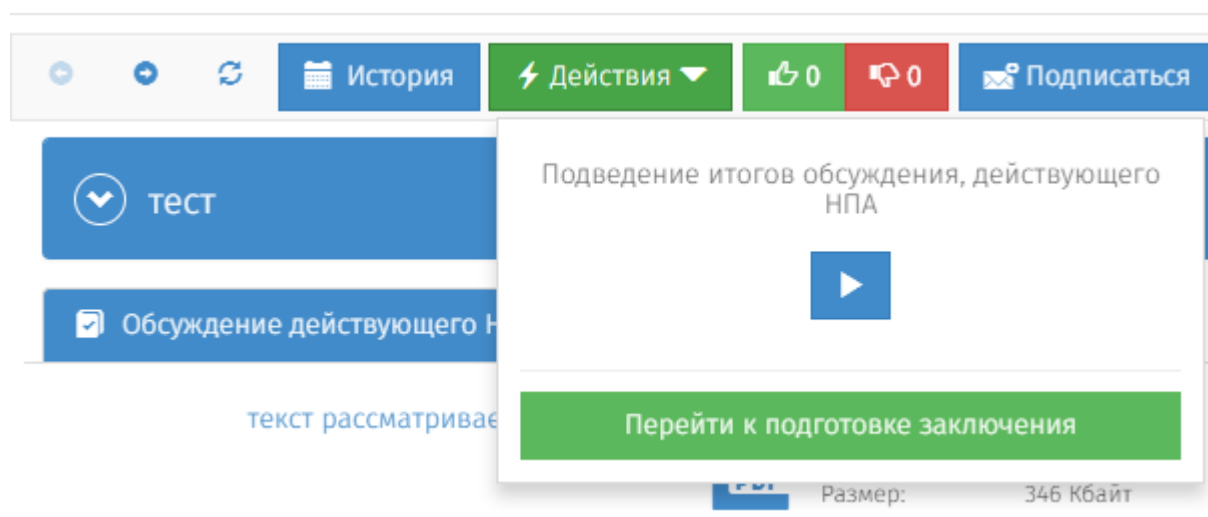 История
Действия
0
0
Подписаться
Подведение итогов обсуждения, действующего
НПА
тест
Обсуждение действующего
текст
Перейти к подготовке заключения
PDF
Размер:
346 Кбайт